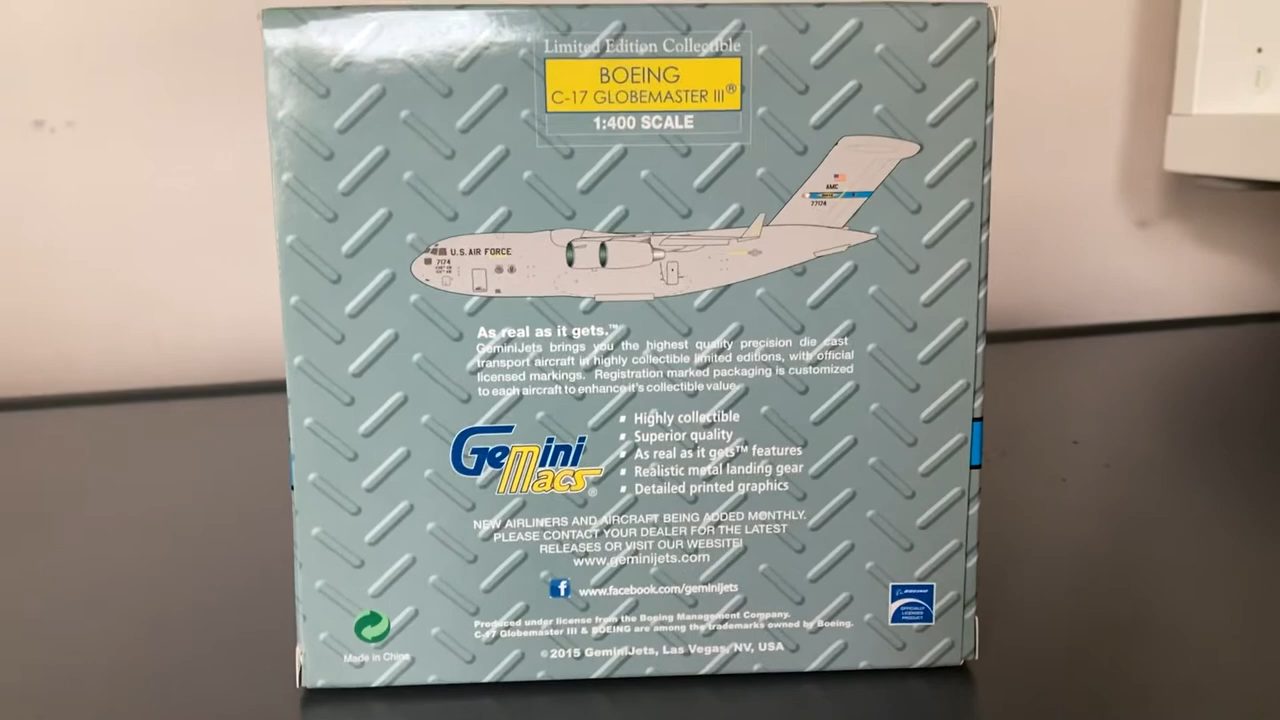 Limited Edition Collectible
BOEING
C-17 GLOBEMASTER III®
1:400 SCALE
AMC
77174
U.S. AIR FORCE
7174
As real as it gets.™
GeminiJets brings you the highest quality precision die cast
transport aircraft in highly collectible limited editions, with official
licensed markings. Registration marked packaging is customized
to each aircraft to enhance it's collectible value.
Gemini
Macs®
Highly collectible
Superior quality
As real as it gets™ features
Realistic metal landing gear
Detailed printed graphics
NEW AIRLINERS AND AIRCRAFT BEING ADDED MONTHLY.
PLEASE CONTACT YOUR DEALER FOR THE LATEST
RELEASES OR VISIT OUR WEBSITE!
www.geminijets.com
f www.facebook.com/geminijets
Produced under license from the Boeing Management Company.
C-17 Globemaster III & BOEING are among the trademarks owned by Boeing.
©2015 GeminiJets, Las Vegas, NV, USA
Made in China
BOEING
OFFICIALLY
LICENSED
PRODUCT